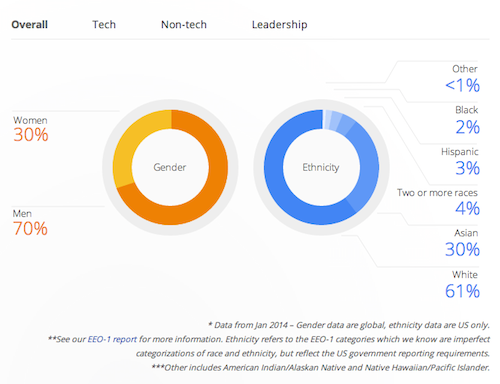 Overall Tech Non-tech Leadership
Other
<1%
Black
2%
Hispanic
3%
Two or more races
4%
Asian
30%
White
61%
Women
30%
Men
70%
Gender
Ethnicity
* Data from Jan 2014 – Gender data are global, ethnicity data are US only.
**See our EEO-1 report for more information. Ethnicity refers to the EEO-1 categories which we know are imperfect
categorizations of race and ethnicity, but reflect the US government reporting requirements.
***Other includes American Indian/Alaskan Native and Native Hawaiian/Pacific Islander.